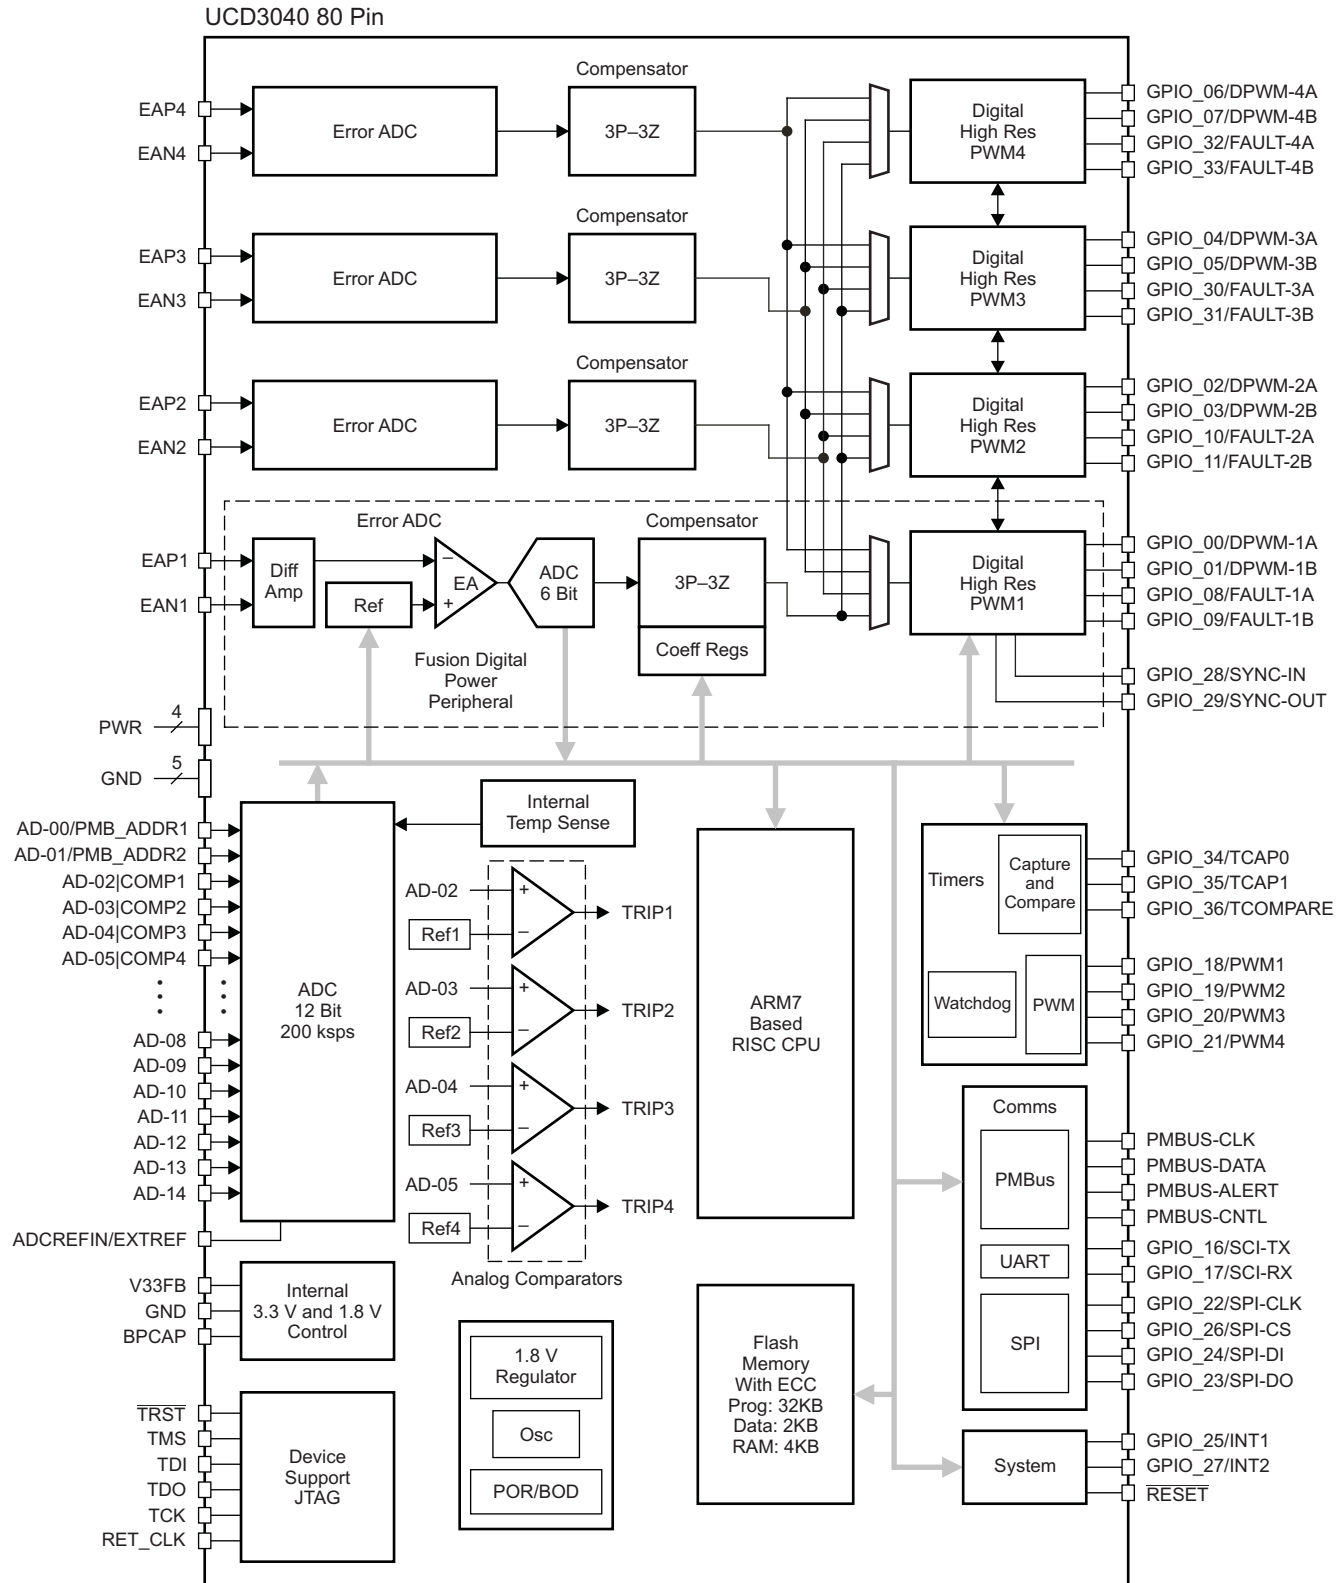 UCD3040 80 Pin
Compensator
EAP4
EAN4
Error ADC
3P–3Z
Digital
High Res
PWM4
GPIO_06/DPWM-4A
GPIO_07/DPWM-4B
GPIO_32/FAULT-4A
GPIO_33/FAULT-4B
Compensator
EAP3
EAN3
Error ADC
3P–3Z
Digital
High Res
PWM3
GPIO_04/DPWM-3A
GPIO_05/DPWM-3B
GPIO_30/FAULT-3A
GPIO_31/FAULT-3B
Compensator
EAP2
EAN2
Error ADC
3P–3Z
Digital
High Res
PWM2
GPIO_02/DPWM-2A
GPIO_03/DPWM-2B
GPIO_10/FAULT-2A
GPIO_11/FAULT-2B
Error ADC
Compensator
EAP1
EAN1
Diff
Amp
Ref
–
EA
+
ADC
6 Bit
3P–3Z
Coeff Regs
Digital
High Res
PWM1
GPIO_00/DPWM-1A
GPIO_01/DPWM-1B
GPIO_08/FAULT-1A
GPIO_09/FAULT-1B
GPIO_28/SYNC-IN
GPIO_29/SYNC-OUT
Fusion Digital
Power
Peripheral
PWR
4
GND
5
AD-00/PMB_ADDR1
AD-01/PMB_ADDR2
AD-02|COMP1
AD-03|COMP2
AD-04|COMP3
AD-05|COMP4
AD-08
AD-09
AD-10
AD-11
AD-12
AD-13
AD-14
ADCREFIN/EXTREF
ADC
12 Bit
200 ksps
Internal
Temp Sense
AD-02
+
Ref1
–
TRIP1
AD-03
+
Ref2
–
TRIP2
AD-04
+
Ref3
–
TRIP3
AD-05
+
Ref4
–
TRIP4
Analog Comparators
ARM7
Based
RISC CPU
Timers
Capture
and
Compare
Watchdog
PWM
GPIO_34/TCAP0
GPIO_35/TCAP1
GPIO_36/TCOMPARE
GPIO_18/PWM1
GPIO_19/PWM2
GPIO_20/PWM3
GPIO_21/PWM4
Comms
PMBus
UART
SPI
PMBUS-CLK
PMBUS-DATA
PMBUS-ALERT
PMBUS-CNTL
GPIO_16/SCI-TX
GPIO_17/SCI-RX
GPIO_22/SPI-CLK
GPIO_26/SPI-CS
GPIO_24/SPI-DI
GPIO_23/SPI-DO
V33FB
GND
BPCAP
Internal
3.3 V and 1.8 V
Control
1.8 V
Regulator
Osc
POR/BOD
Flash
Memory
With ECC
Prog: 32KB
Data: 2KB
RAM: 4KB
TRST
TMS
TDI
TDO
TCK
RET_CLK
Device
Support
JTAG
System
GPIO_25/INT1
GPIO_27/INT2
RESET